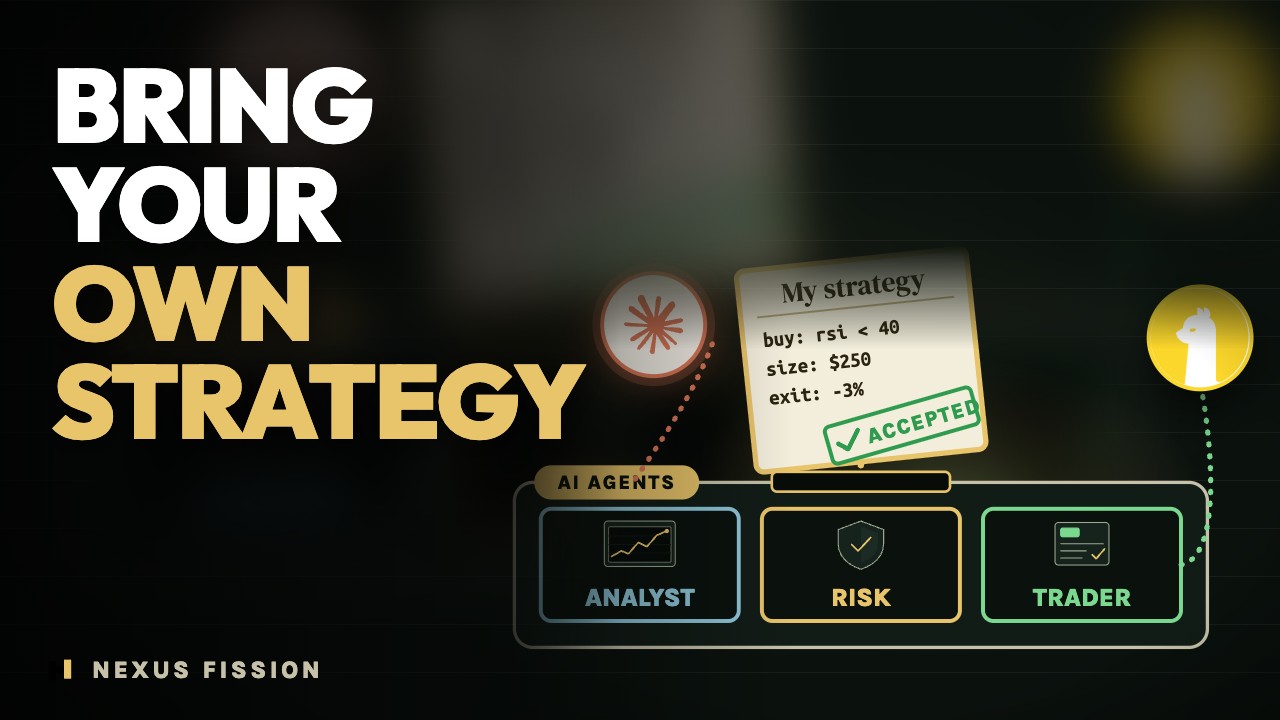 BRING
YOUR
OWN
STRATEGY
My strategy
buy: rsi < 40
size: $250
exit: -3%
ACCEPTED
AI AGENTS
ANALYST
RISK
TRADER
NEXUS FISSION